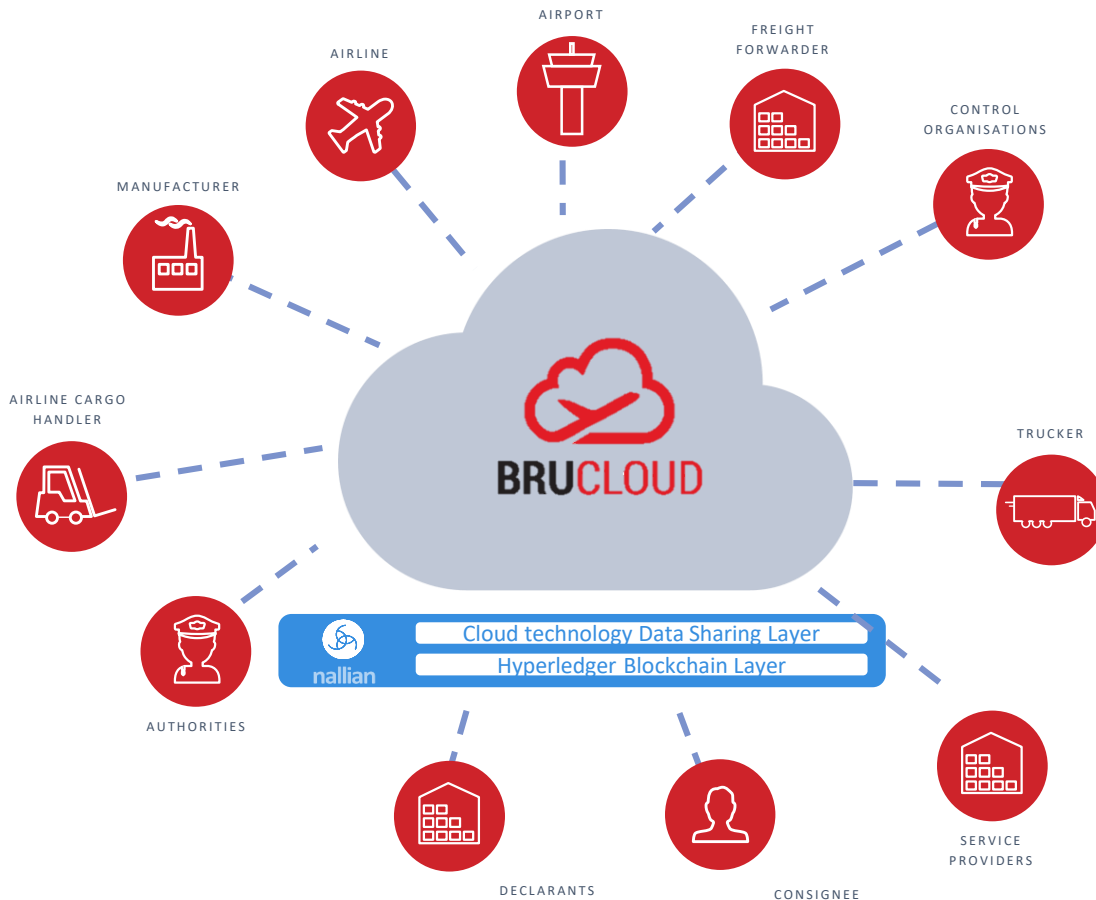 AIRPORT
FREIGHT
FORWARDER
AIRLINE
CONTROL
ORGANISATIONS
MANUFACTURER
AIRLINE CARGO
HANDLER
TRUCKER
BRUCLOUD
Cloud technology Data Sharing Layer
Hyperledger Blockchain Layer
nallian
AUTHORITIES
SERVICE
PROVIDERS
DECLARANTS
CONSIGNEE